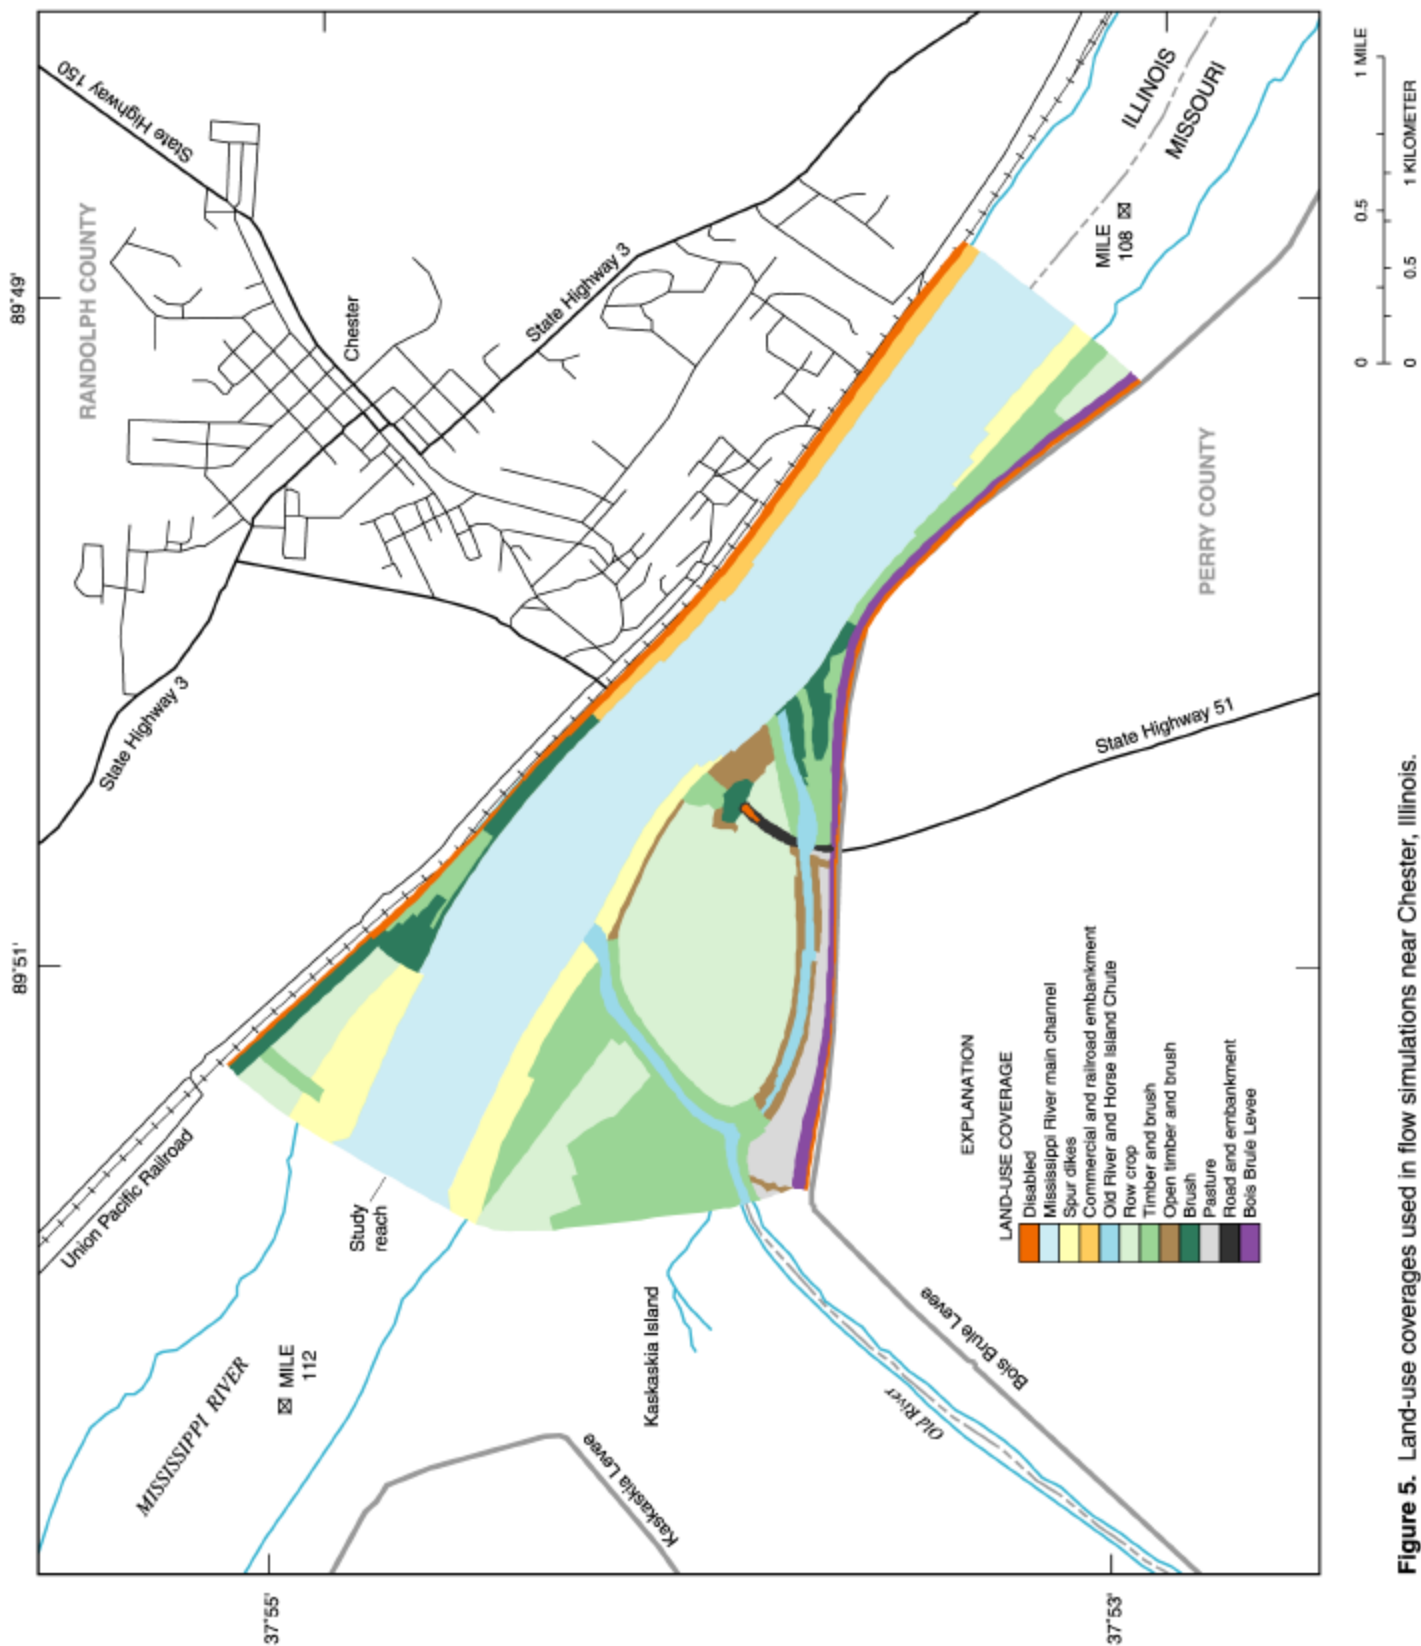 89°51'
89°49'
RANDOLPH COUNTY
State Highway 150
State Highway 3
Chester
State Highway 3
Union Pacific Railroad
37°55'
MISSISSIPPI RIVER
MILE
112
Study
reach
ILLINOIS
MISSOURI
MILE
108
Kaskaskia Levee
Kaskaskia Island
Old River
Bois Brule Levee
State Highway 51
PERRY COUNTY
37°53'
EXPLANATION
LAND-USE COVERAGE
Disabled
Mississippi River main channel
Spur dikes
Commercial and railroad embankment
Old River and Horse Island Chute
Row crop
Timber and brush
Open timber and brush
Brush
Pasture
Road and embankment
Bois Brule Levee
0 0.5 1 MILE
0 0.5 1 KILOMETER
Figure 5. Land-use coverages used in flow simulations near Chester, Illinois.